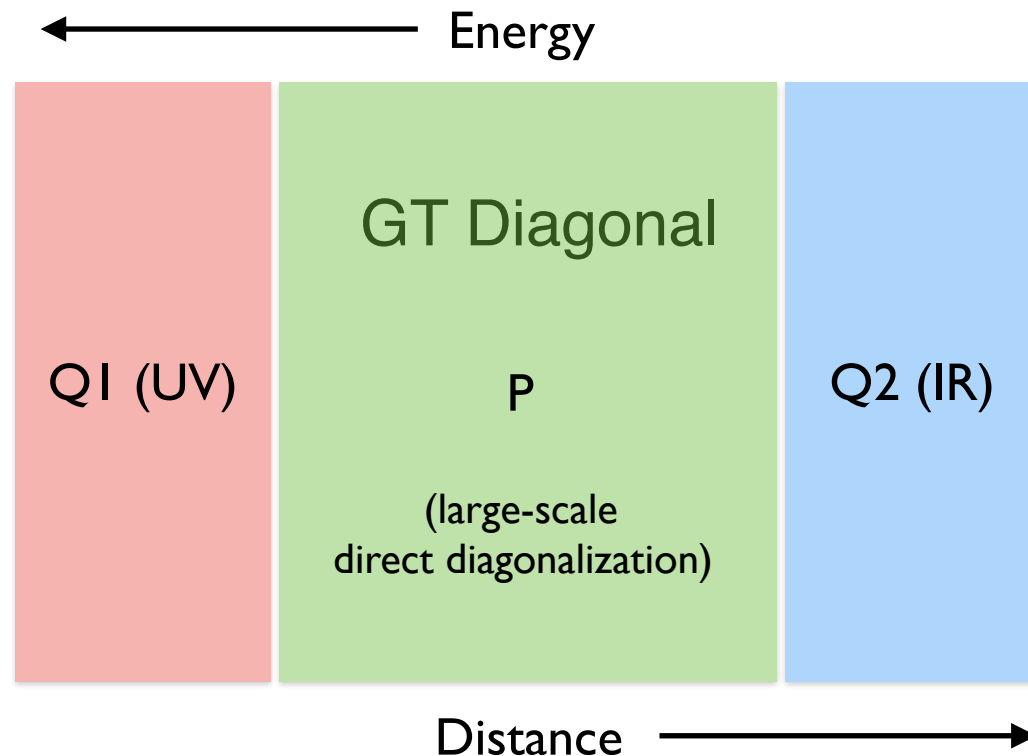 Energy
GT Diagonal
Q1 (UV)
P
Q2 (IR)
(large-scale
direct diagonalization)
Distance